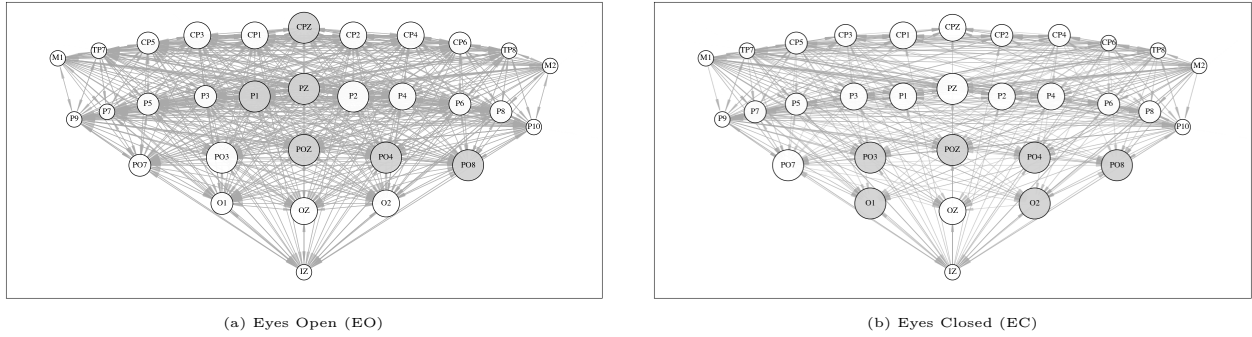 CPZ
CP3 CP1 CP2 CP4
CP5 CP6
TP7 TP8
M1 M2
PZ
P3 P1 P2 P4
P5 P6
P7 P8
P9 P10
POZ
PO3 PO4
PO7 PO8
O1 O2
OZ
IZ
(a) Eyes Open (EO)
CPZ
CP3 CP1 CP2 CP4
CP5 CP6
TP7 TP8
M1 M2
PZ
P3 P1 P2 P4
P5 P6
P7 P8
P9 P10
POZ
PO3 PO4
PO7 PO8
O1 O2
OZ
IZ
(b) Eyes Closed (EC)